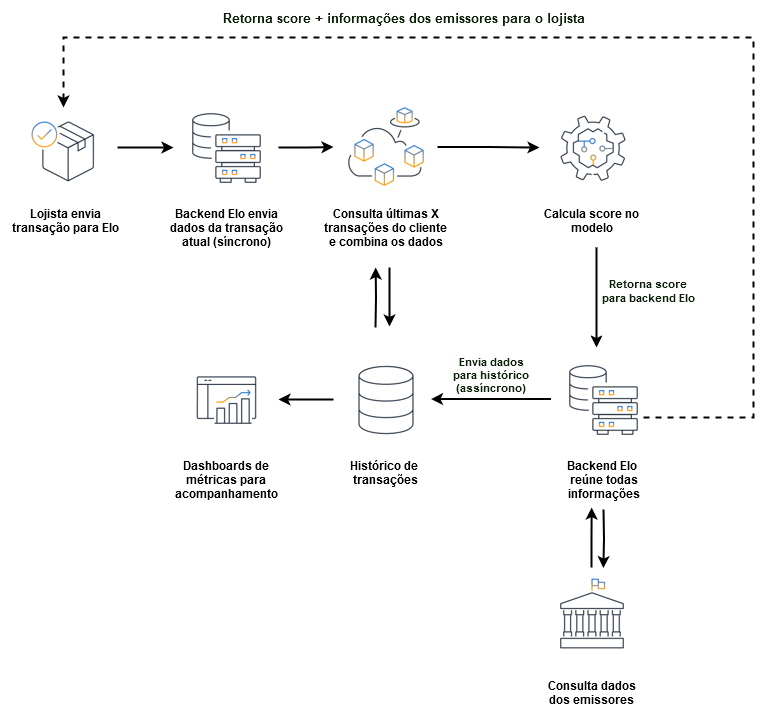 Retorna score + informações dos emissores para o lojista
Lojista envia
transação para Elo
Backend Elo envia
dados da transação
atual (síncrono)
Consulta últimas X
transações do cliente
e combina os dados
Calcula score no
modelo
Retorna score
para backend Elo
Envia dados
para histórico
(assíncrono)
Dashboards de
métricas para
acompanhamento
Histórico de
transações
Backend Elo
reúne todas
informações
Consulta dados
dos emissores